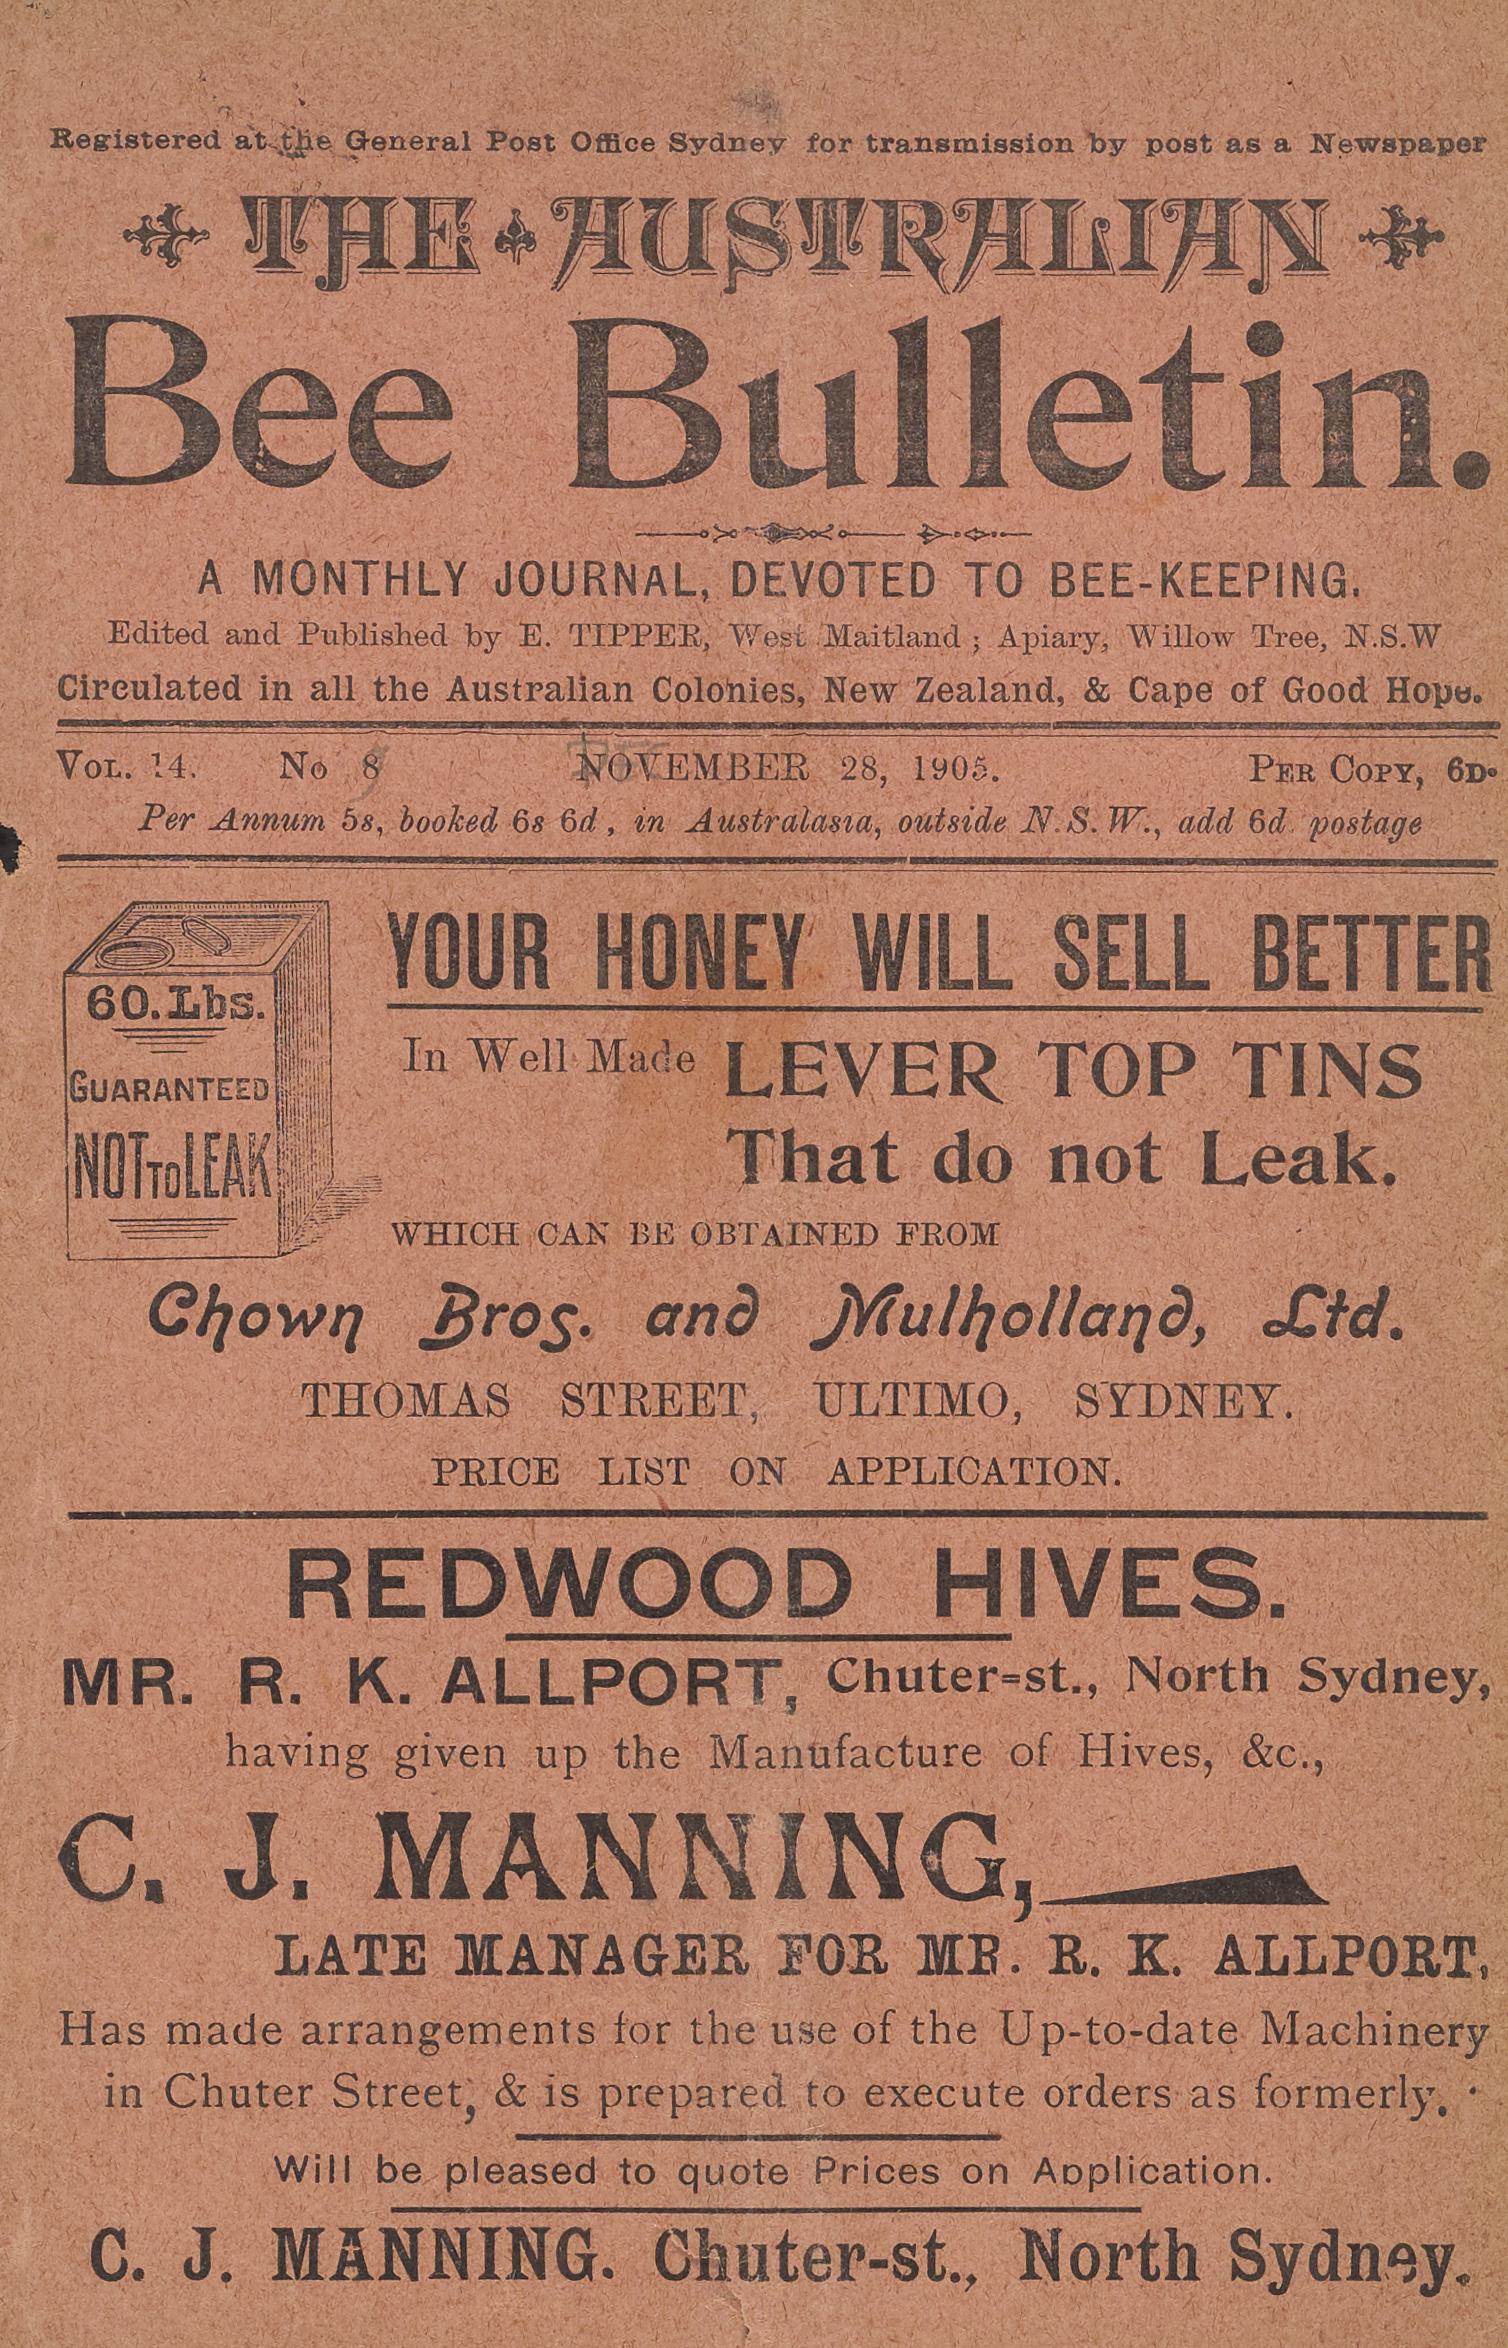 Registered at the General Post Office Sydney for transmission by post as a Newspaper
THE AUSTRALIAN
Bee Bulletin.
A MONTHLY JOURNAL, DEVOTED TO BEE-KEEPING.
Edited and Published by E. TIPPER, West Maitland ; Apiary, Willow Tree, N.S.W
Circulated in all the Australian Colonies, New Zealand, & Cape of Good Hope.
VOL. 14. No 8 NOVEMBER 28, 1905. PER COPY, 6D.
Per Annum 5s, booked 6s 6d, in Australasia, outside N.S.W., add 6d. postage
60.Lbs.
GUARANTEED
NOT TO LEAK
YOUR HONEY WILL SELL BETTER
In Well Made LEVER TOP TINS
That do not Leak.
WHICH CAN BE OBTAINED FROM
Chown Bros. and Mulholland, Ltd.
THOMAS STREET, ULTIMO, SYDNEY.
PRICE LIST ON APPLICATION.
REDWOOD HIVES.
MR. R. K. ALLPORT, Chuter-st., North Sydney,
having given up the Manufacture of Hives, &c.,
C. J. MANNING,
LATE MANAGER FOR MR. R. K. ALLPORT,
Has made arrangements for the use of the Up-to-date Machinery
in Chuter Street, & is prepared to execute orders as formerly.
Will be pleased to quote Prices on Application.
C. J. MANNING. Chuter-st., North Sydney.